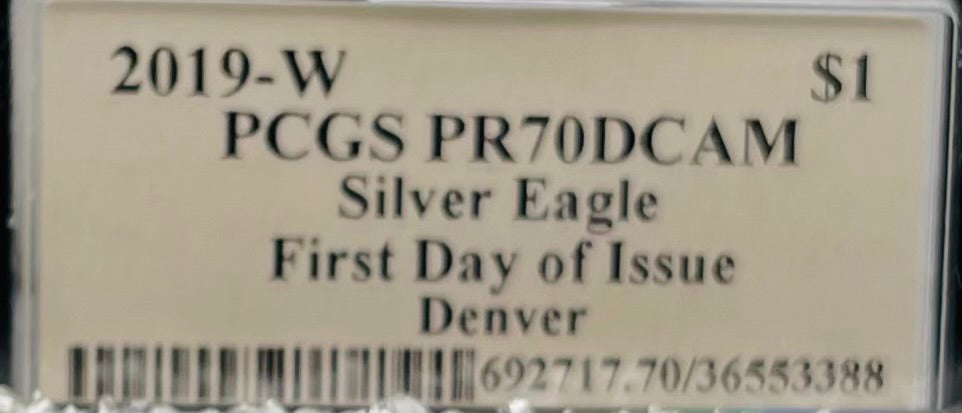 2019-W $1
PCGS PR70DCAM
Silver Eagle
First Day of Issue
Denver
692717.70/36553388